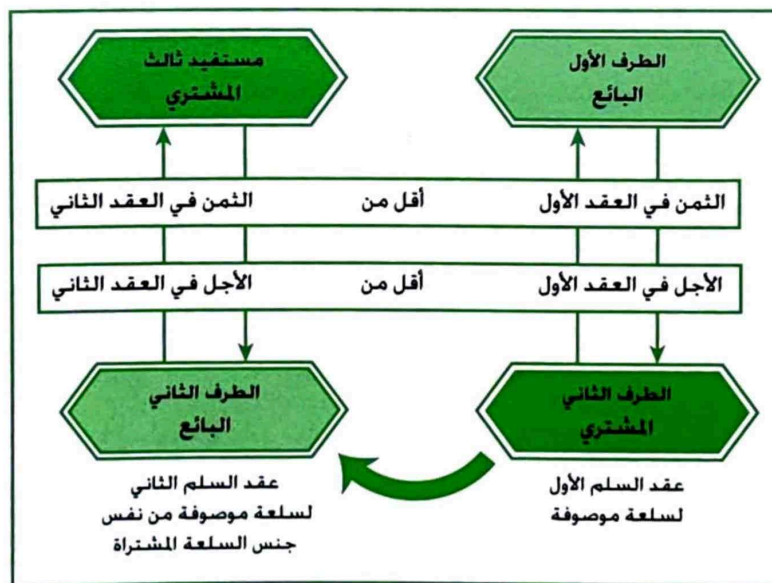 الطرف الأول
البائع
مستفيد ثالث
المشتري
الثمن في العقد الأول أقل من الثمن في العقد الثاني
الأجل في العقد الأول أقل من الأجل في العقد الثاني
الطرف الثاني
المشتري
الطرف الثاني
البائع
عقد السلم الأول
لسلعة موصوفة
عقد السلم الثاني
لسلعة موصوفة من نفس
جنس السلعة المشتراة